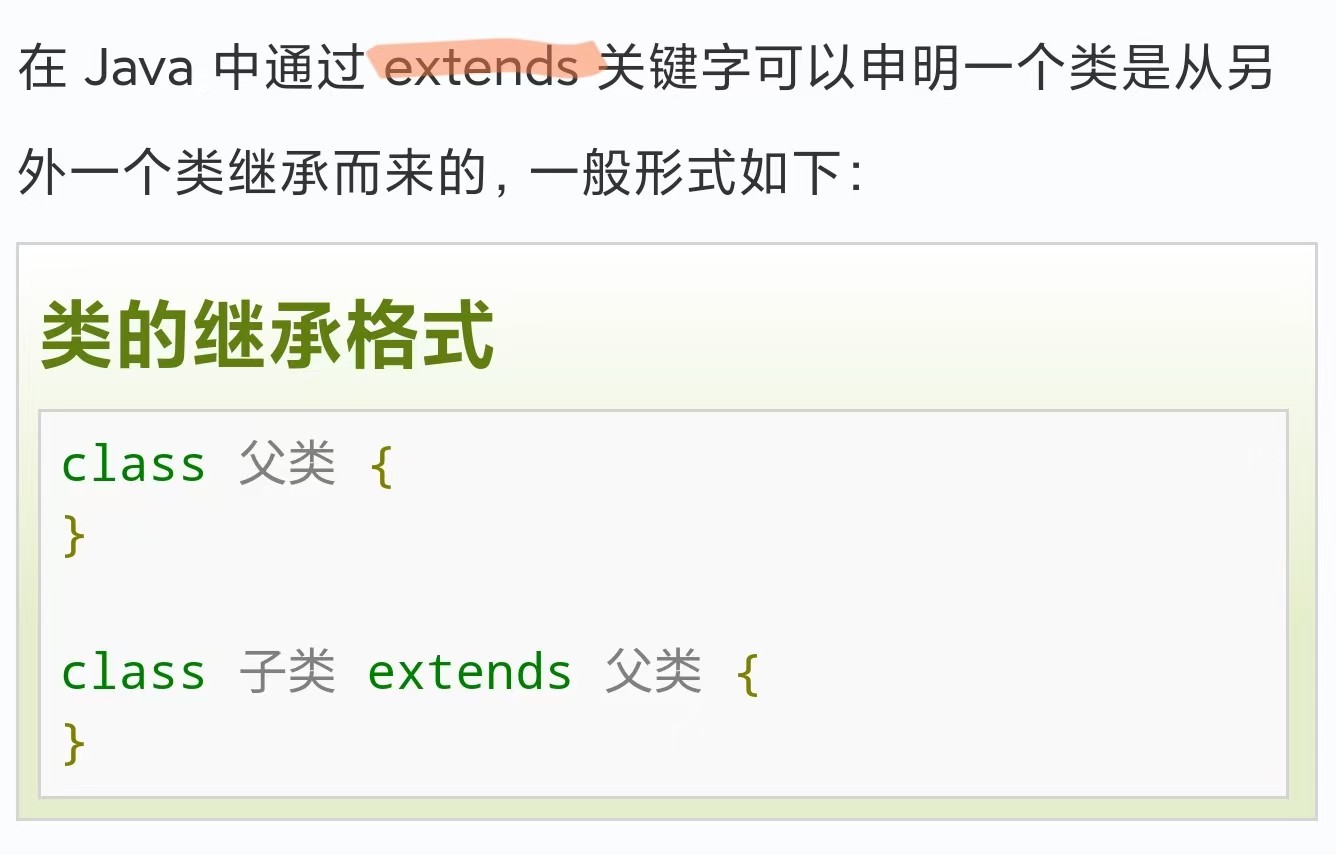 在 Java 中通过 extends 关键字可以申明一个类是从另
外一个类继承而来的，一般形式如下：
类的继承格式
class 父类 {
}
class 子类 extends 父类 {
}